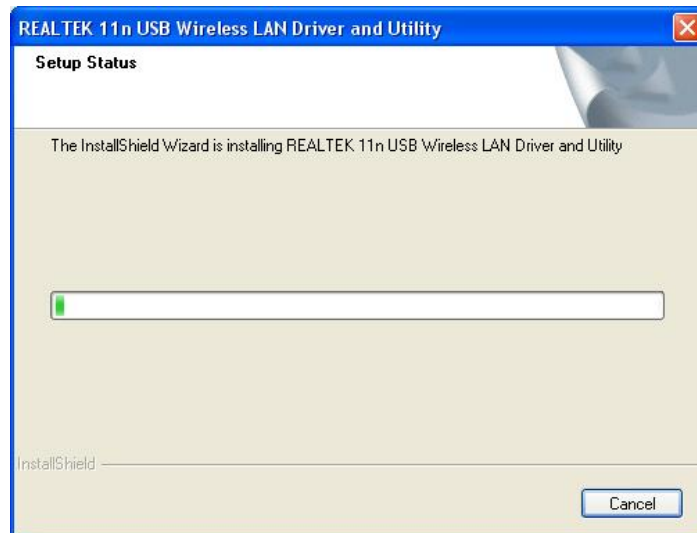 REALTEK 11n USB Wireless LAN Driver and Utility
Setup Status
The InstallShield Wizard is installing REALTEK 11n USB Wireless LAN Driver and Utility
InstallShield
Cancel